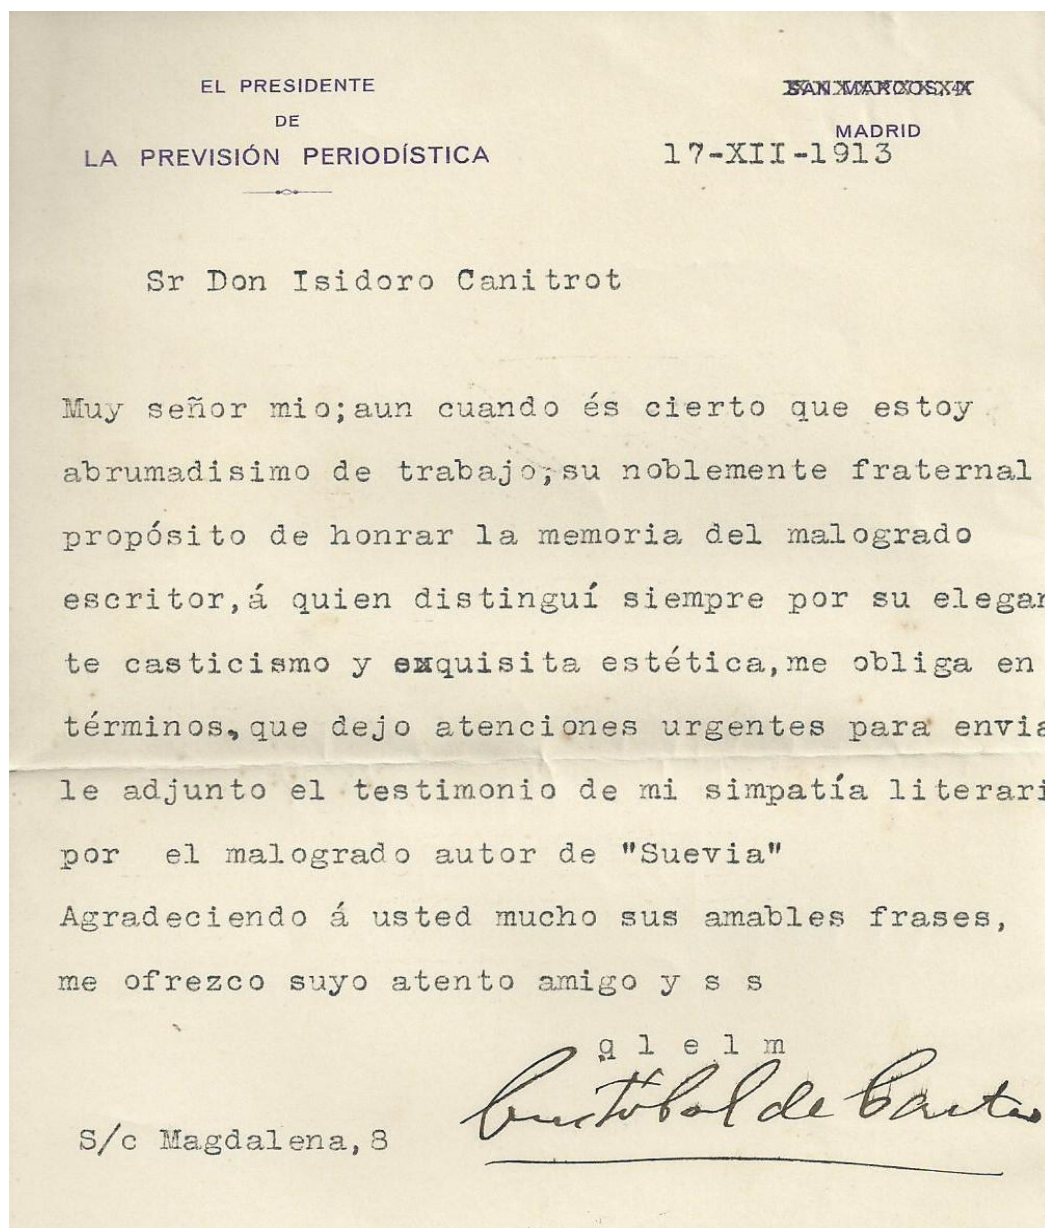 EL PRESIDENTE
DE
LA PREVISIÓN PERIODÍSTICA
SAN MARCOS,
MADRID
17-XII-1913
Sr Don Isidoro Canitrot
Muy señor mio;aun cuando és cierto que estoy
abrumadisimo de trabajo,su noblemente fraternal
propósito de honrar la memoria del malogrado
escritor,á quien distinguí siempre por su elegan
te casticismo y exquisita estética,me obliga en
términos,que dejo atenciones urgentes para envia
le adjunto el testimonio de mi simpatía literari
por el malogrado autor de "Suevia"
Agradeciendo á usted mucho sus amables frases,
me ofrezco suyo atento amigo y s s
q l e l m
Cristóbal de Castro
S/c Magdalena,8